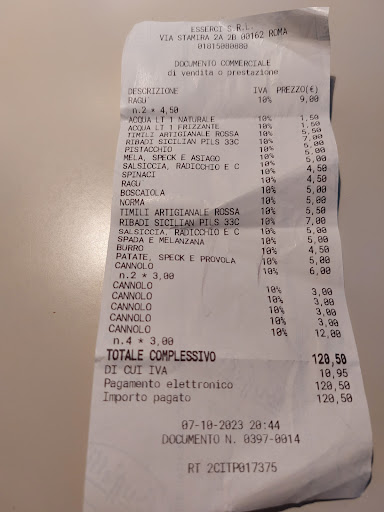 ESSERCI S.R.L.
VIA STAMIRA 2A 2B 00162 ROMA
01015000000
DOCUMENTO COMMERCIALE
di vendita o prestazione
DESCRIZIONE IVA PREZZO(€)
RAGU 10% 9,00
n.2 * 4,50
ACQUA LT 1 NATURALE 10% 1,50
ACQUA LT 1 FRIZZANTE 10% 1,50
TIMILI ARTIGIANALE ROSSA 10% 5,50
RIBADI SICILIAN PILS 33C 10% 7,00
PISTACCHIO 10% 5,00
MELA, SPECK E ASIAGO 10% 5,00
SALSICCIA, RADICCHIO E C 10% 5,00
SPINACI 10% 4,50
RAGU 10% 4,50
BOSCAIOLA 10% 5,00
NORMA 10% 5,00
TIMILI ARTIGIANALE ROSSA 10% 5,50
RIBADI SICILIAN PILS 33C 10% 7,00
SALSICCIA, RADICCHIO E C 10% 5,00
SPADA E MELANZANA 10% 5,00
BURRO 10% 4,50
PATATE, SPECK E PROVOLA 10% 5,00
CANNOLO 10% 6,00
n.2 * 3,00
CANNOLO 10% 3,00
CANNOLO 10% 3,00
CANNOLO 10% 3,00
CANNOLO 10% 3,00
CANNOLO 10% 12,00
n.4 * 3,00
TOTALE COMPLESSIVO 120,50
DI CUI IVA 10,95
Pagamento elettronico 120,50
Importo pagato 120,50
07-10-2023 20:44
DOCUMENTO N. 0397-0014
RT 2CITP017375